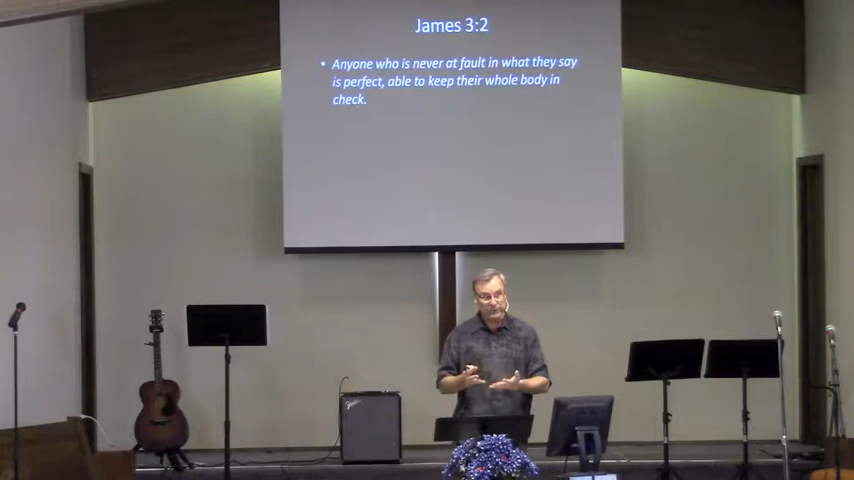 James 3:2
• Anyone who is never at fault in what they say
is perfect, able to keep their whole body in
check.
Fender